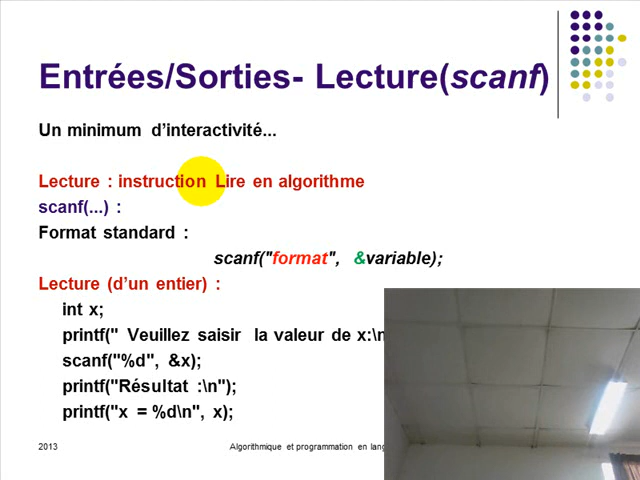 Entrées/Sorties- Lecture(scanf)
Un minimum d'interactivité...
Lecture : instruction Lire en algorithme
scanf(...) :
Format standard :
scanf("format", &variable);
Lecture (d'un entier) :
int x;
printf(" Veuillez saisir la valeur de x:\n
scanf("%d", &x);
printf("Résultat :\n");
printf("x = %d\n", x);
2013
Algorithmique et programmation en lang